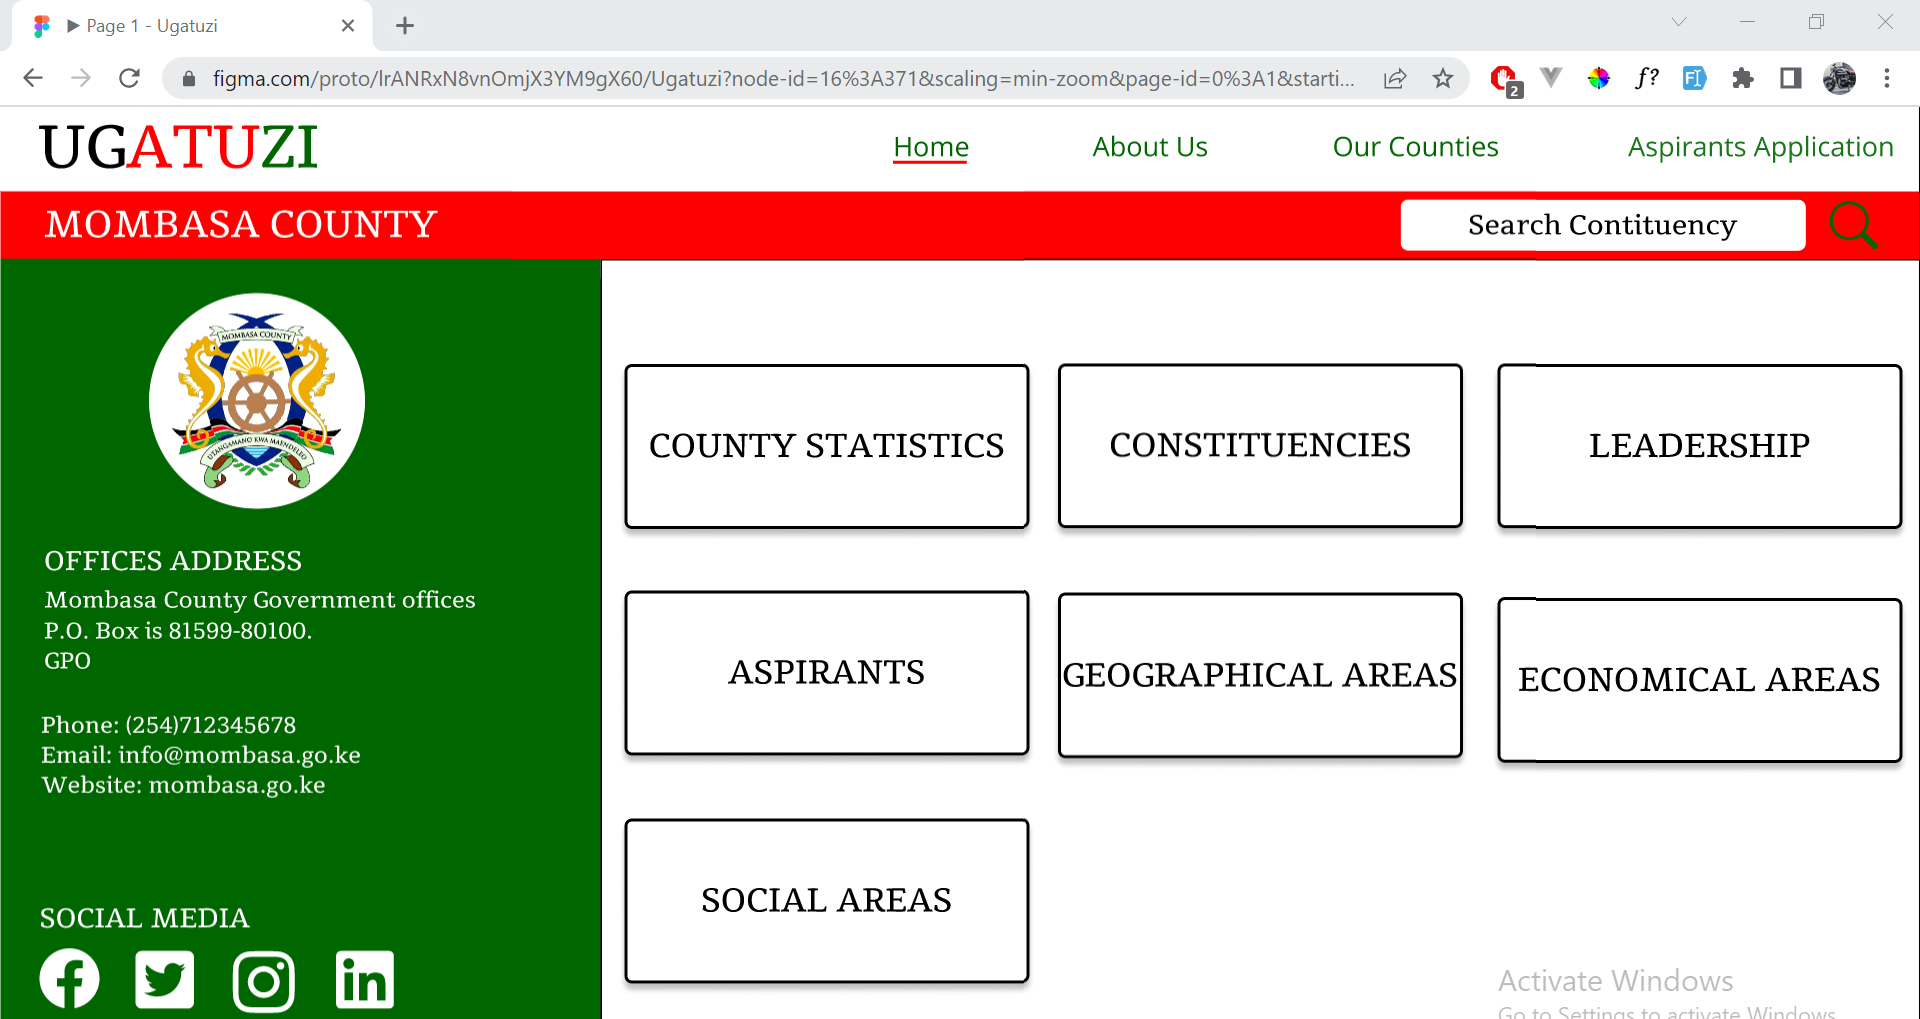 Page 1 - Ugatuzi
figma.com/proto/lrANRxN8vnOmjX3YM9gX60/Ugatuzi?node-id=16%3A371&scaling=min-zoom&page-id=0%3A1&starti...
2
f?
UGATUZI
Home
About Us
Our Counties
Aspirants Application
MOMBASA COUNTY
Search Contituency
MOMBASA COUNTY
UTANGAMANO KWA MAENDELEO
OFFICES ADDRESS
Mombasa County Government offices
P.O. Box is 81599-80100.
GPO
Phone: (254)712345678
Email: info@mombasa.go.ke
Website: mombasa.go.ke
SOCIAL MEDIA
COUNTY STATISTICS
CONSTITUENCIES
LEADERSHIP
ASPIRANTS
GEOGRAPHICAL AREAS
ECONOMICAL AREAS
SOCIAL AREAS
Activate Windows
Go to Settings to activate Windows.